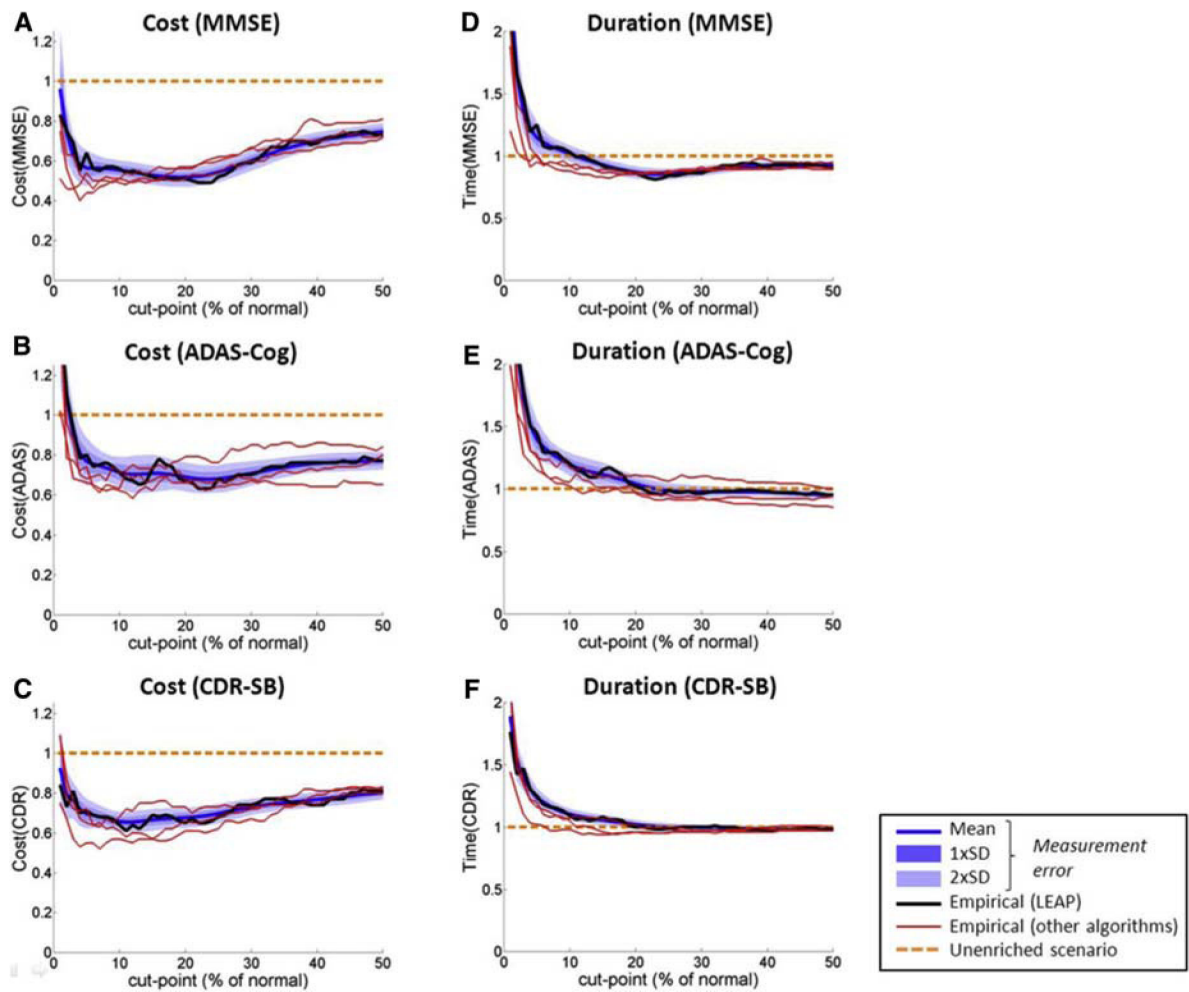 A
Cost (MMSE)
1.2
1
0.8
0.6
0.4
0.2
0
Cost(MMSE)
0 10 20 30 40 50
cut-point (% of normal)
D
Duration (MMSE)
2
1.5
1
0.5
0
Time(MMSE)
0 10 20 30 40 50
cut-point (% of normal)
B
Cost (ADAS-Cog)
1.2
1
0.8
0.6
0.4
0.2
0
Cost(ADAS)
0 10 20 30 40 50
cut-point (% of normal)
E
Duration (ADAS-Cog)
2
1.5
1
0.5
0
Time(ADAS)
0 10 20 30 40 50
cut-point (% of normal)
C
Cost (CDR-SB)
1.2
1
0.8
0.6
0.4
0.2
0
Cost(CDR)
0 10 20 30 40 50
cut-point (% of normal)
F
Duration (CDR-SB)
2
1.5
1
0.5
0
Time(CDR)
0 10 20 30 40 50
cut-point (% of normal)
Mean
1xSD
2xSD
Measurement
error
Empirical (LEAP)
Empirical (other algorithms)
Unenriched scenario